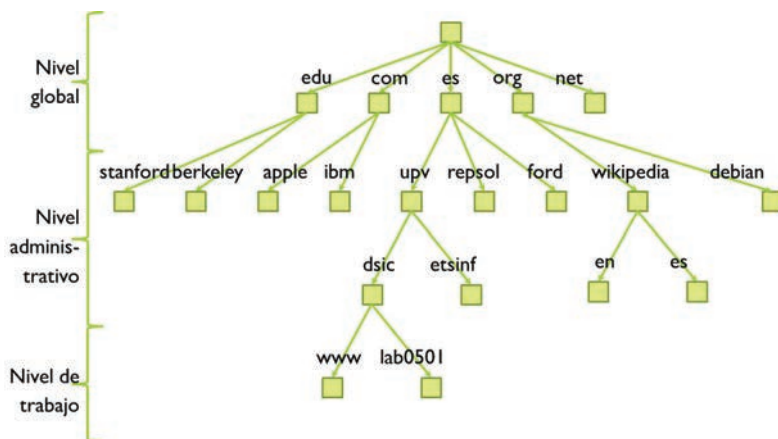 Nivel
global
edu com es org net
stanford berkeley apple ibm upv repsol ford wikipedia debian
Nivel
adminis-
trativo
dsic etsinf en es
www lab0501
Nivel de
trabajo